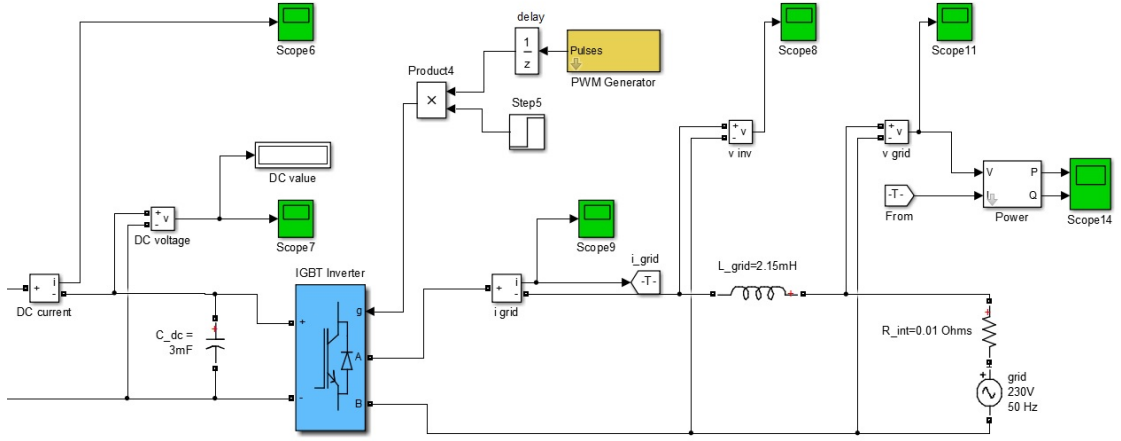 Scope6
delay
1
z
Pulses
PWM Generator
Scope8
Scope11
Product4
×
Step5
+
-
v
v inv
+
-
v
v grid
DC value
V
P
I
Q
-T-
From
Power
Scope14
+
-
v
DC voltage
Scope7
Scope9
i_grid
-T-
L_grid=2.15mH
+
i
-
DC current
IGBT Inverter
g
+
i
-
i grid
C_dc =
3mF
+
A
-
B
R_int=0.01 Ohms
+
grid
230V
50 Hz